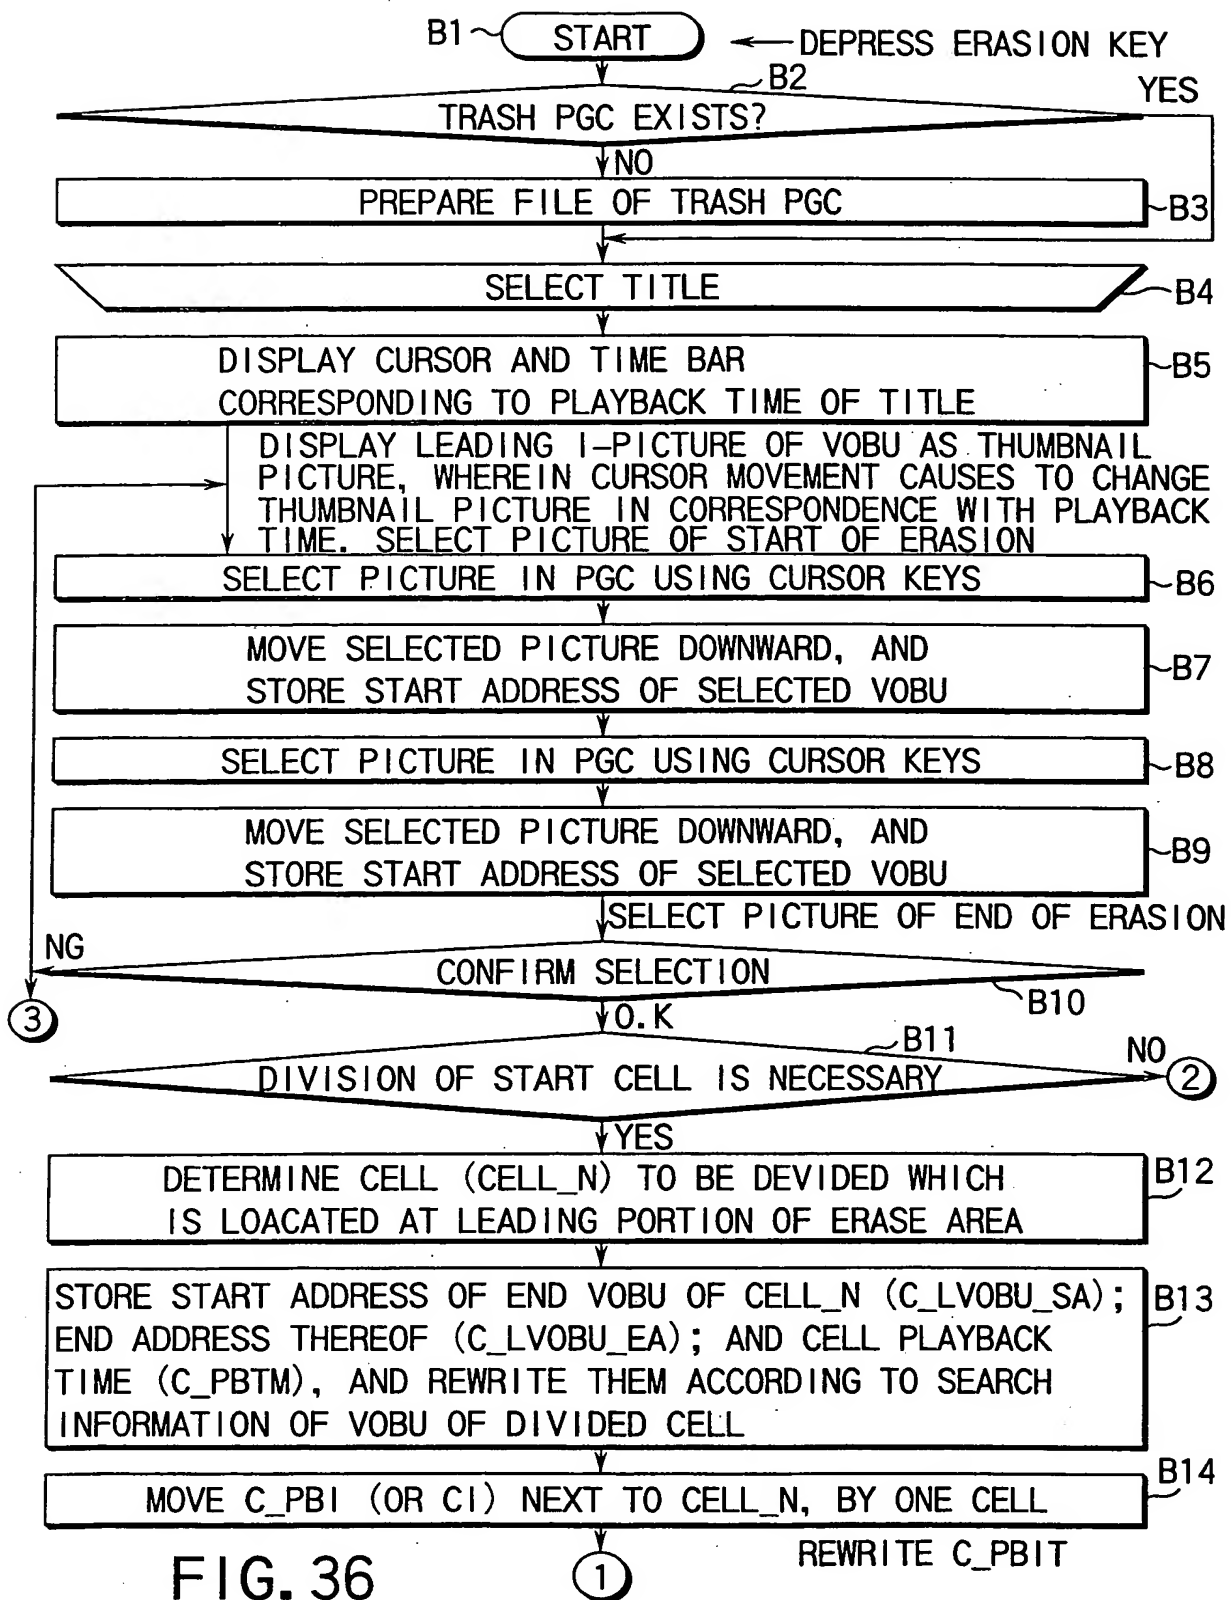 B1
START
DEPRESS ERASION KEY
B2
YES
TRASH PGC EXISTS?
NO
PREPARE FILE OF TRASH PGC
B3
SELECT TITLE
B4
DISPLAY CURSOR AND TIME BAR
CORRESPONDING TO PLAYBACK TIME OF TITLE
B5
DISPLAY LEADING I-PICTURE OF VOBU AS THUMBNAIL
PICTURE, WHEREIN CURSOR MOVEMENT CAUSES TO CHANGE
THUMBNAIL PICTURE IN CORRESPONDENCE WITH PLAYBACK
TIME. SELECT PICTURE OF START OF ERASION
SELECT PICTURE IN PGC USING CURSOR KEYS
B6
MOVE SELECTED PICTURE DOWNWARD, AND
STORE START ADDRESS OF SELECTED VOBU
B7
SELECT PICTURE IN PGC USING CURSOR KEYS
B8
MOVE SELECTED PICTURE DOWNWARD, AND
STORE START ADDRESS OF SELECTED VOBU
B9
SELECT PICTURE OF END OF ERASION
NG
CONFIRM SELECTION
B10
3
O.K
B11
NO
DIVISION OF START CELL IS NECESSARY
2
YES
DETERMINE CELL (CELL_N) TO BE DEVIDED WHICH
IS LOACATED AT LEADING PORTION OF ERASE AREA
B12
STORE START ADDRESS OF END VOBU OF CELL_N (C_LVOBU_SA);
END ADDRESS THEREOF (C_LVOBU_EA); AND CELL PLAYBACK
TIME (C_PBTM), AND REWRITE THEM ACCORDING TO SEARCH
INFORMATION OF VOBU OF DIVIDED CELL
B13
MOVE C_PBI (OR CI) NEXT TO CELL_N, BY ONE CELL
B14
REWRITE C_PBIT
1
FIG. 36